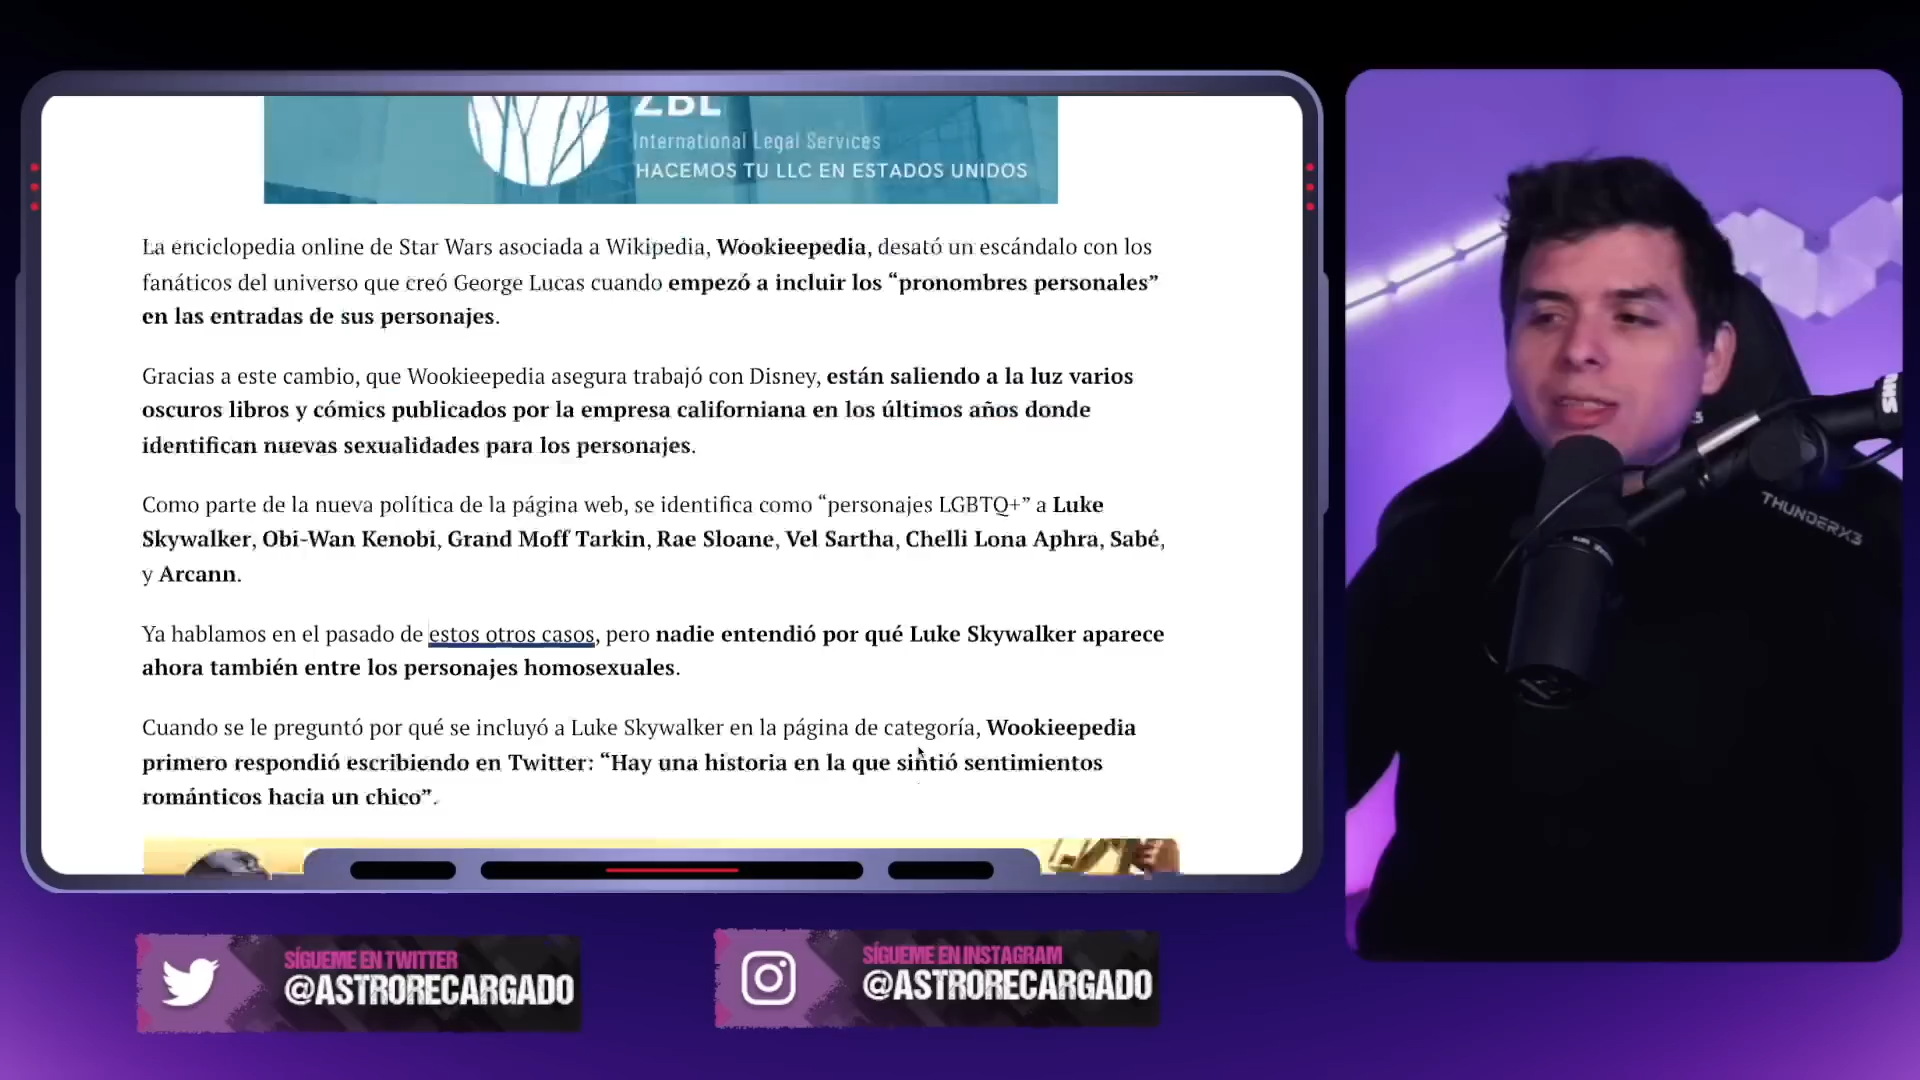 ZBL
International Legal Services
HACEMOS TU LLC EN ESTADOS UNIDOS
La enciclopedia online de Star Wars asociada a Wikipedia, Wookieepedia, desató un escándalo con los
fanáticos del universo que creó George Lucas cuando empezó a incluir los “pronombres personales”
en las entradas de sus personajes.
Gracias a este cambio, que Wookieepedia asegura trabajó con Disney, están saliendo a la luz varios
oscuros libros y cómics publicados por la empresa californiana en los últimos años donde
identifican nuevas sexualidades para los personajes.
Como parte de la nueva política de la página web, se identifica como “personajes LGBTQ+” a Luke
Skywalker, Obi-Wan Kenobi, Grand Moff Tarkin, Rae Sloane, Vel Sartha, Chelli Lona Aphra, Sabé,
y Arcann.
Ya hablamos en el pasado de estos otros casos, pero nadie entendió por qué Luke Skywalker aparece
ahora también entre los personajes homosexuales.
Cuando se le preguntó por qué se incluyó a Luke Skywalker en la página de categoría, Wookieepedia
primero respondió escribiendo en Twitter: “Hay una historia en la que sintió sentimientos
románticos hacia un chico”.
THUNDERX3
SÍGUEME EN TWITTER
@ASTRORECARGADO
SÍGUEME EN INSTAGRAM
@ASTRORECARGADO